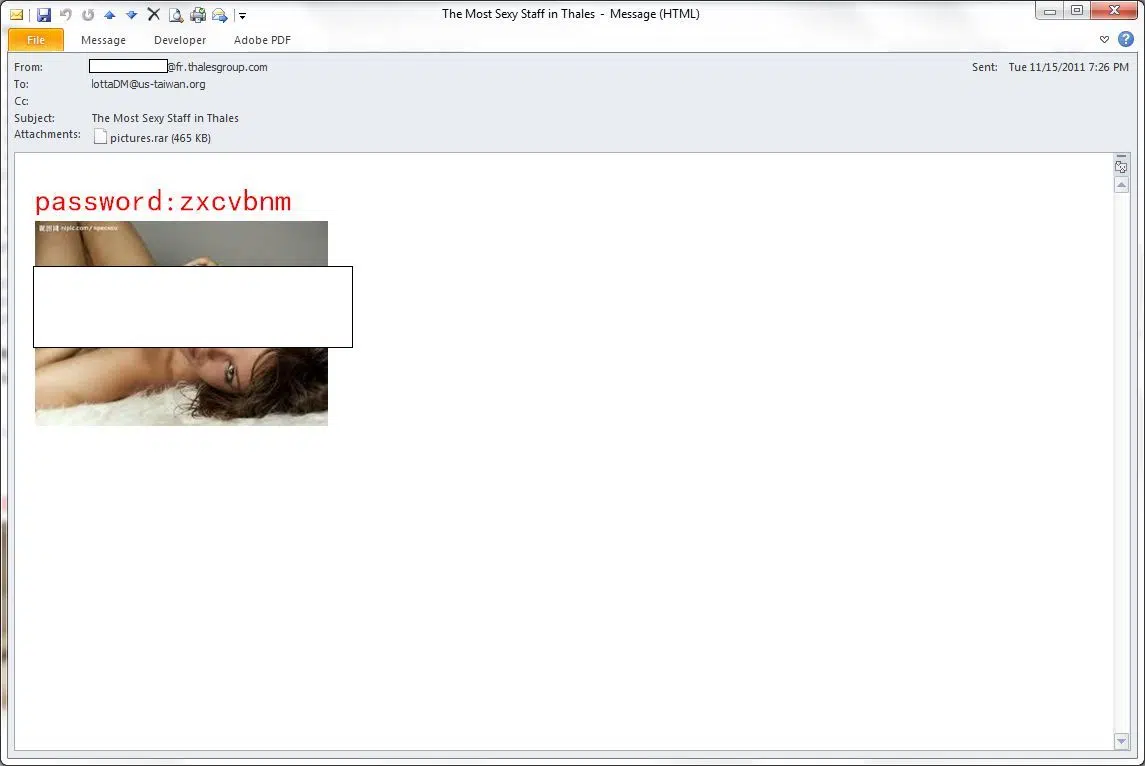 The Most Sexy Staff in Thales - Message (HTML)
File Message Developer Adobe PDF
From: @fr.thalesgroup.com Sent: Tue 11/15/2011 7:26 PM
To: lottaDM@us-taiwan.org
Cc:
Subject: The Most Sexy Staff in Thales
Attachments: pictures.rar (465 KB)
password:zxcvbnm